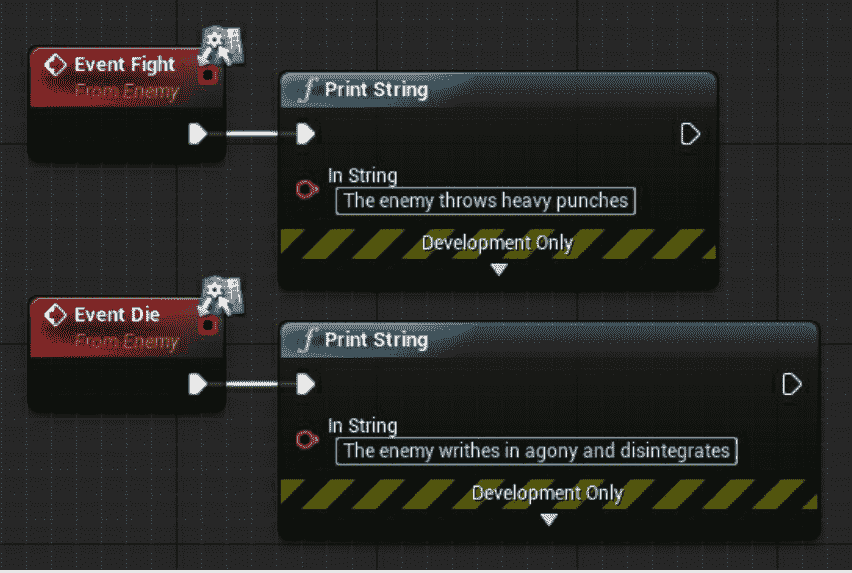 Event Fight
From Enemy
f Print String
In String
The enemy throws heavy punches
Development Only
Event Die
From Enemy
f Print String
In String
The enemy writhes in agony and disintegrates
Development Only